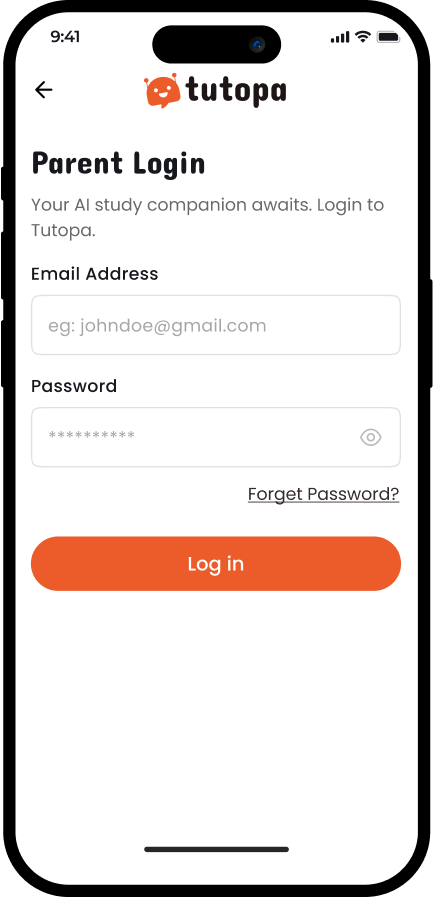 9:41
tutopa
Parent Login
Your AI study companion awaits. Login to
Tutopa.
Email Address
eg: johndoe@gmail.com
Password
**********
Forget Password?
Log in